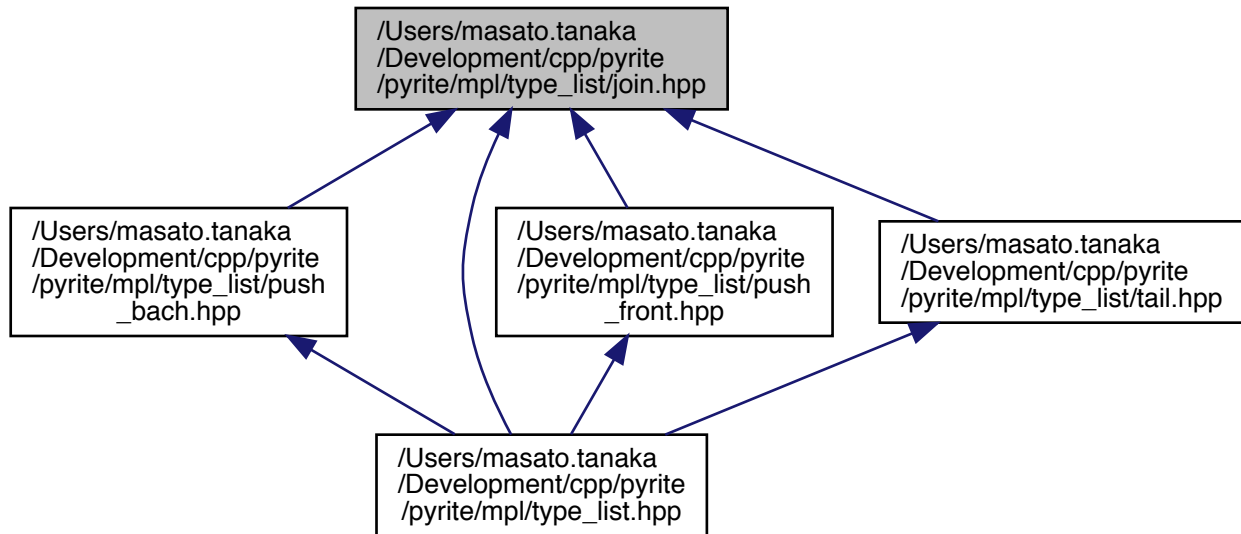 /Users/masato.tanaka
/Development/cpp/pyrite
/pyrite/mpl/type_list/join.hpp
/Users/masato.tanaka
/Development/cpp/pyrite
/pyrite/mpl/type_list/push
_bach.hpp
/Users/masato.tanaka
/Development/cpp/pyrite
/pyrite/mpl/type_list/push
_front.hpp
/Users/masato.tanaka
/Development/cpp/pyrite
/pyrite/mpl/type_list/tail.hpp
/Users/masato.tanaka
/Development/cpp/pyrite
/pyrite/mpl/type_list.hpp